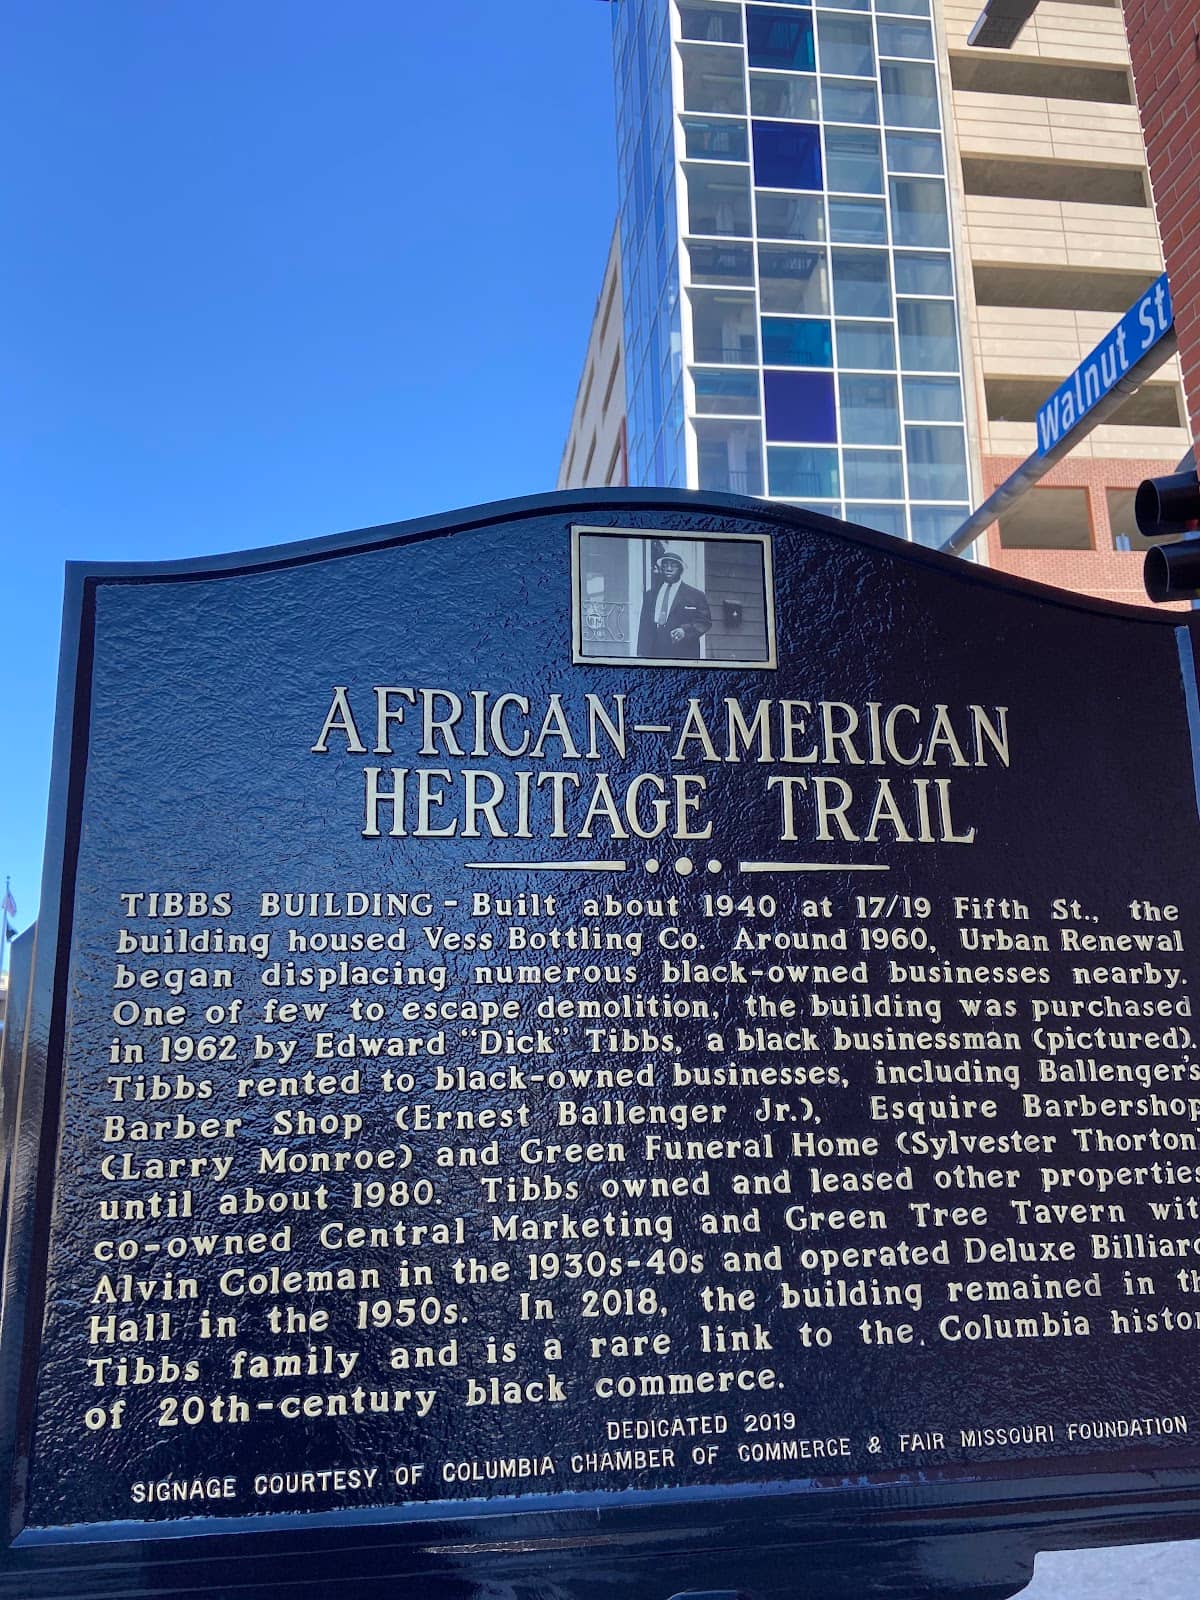 Walnut St
AFRICAN-AMERICAN
HERITAGE TRAIL
TIBBS BUILDING - Built about 1940 at 17/19 Fifth St., the
building housed Vess Bottling Co. Around 1960, Urban Renewal
began displacing numerous black-owned businesses nearby.
One of few to escape demolition, the building was purchased
in 1962 by Edward "Dick" Tibbs, a black businessman (pictured).
Tibbs rented to black-owned businesses, including Ballenger's
Barber Shop (Ernest Ballenger Jr.), Esquire Barbershop
(Larry Monroe) and Green Funeral Home (Sylvester Thorton
until about 1980. Tibbs owned and leased other properties
co-owned Central Marketing and Green Tree Tavern wit
Alvin Coleman in the 1930s-40s and operated Deluxe Billiard
Hall in the 1950s. In 2018, the building remained in th
Tibbs family and is a rare link to the Columbia histor
of 20th-century black commerce.
DEDICATED 2019
SIGNAGE COURTESY OF COLUMBIA CHAMBER OF COMMERCE & FAIR MISSOURI FOUNDATION